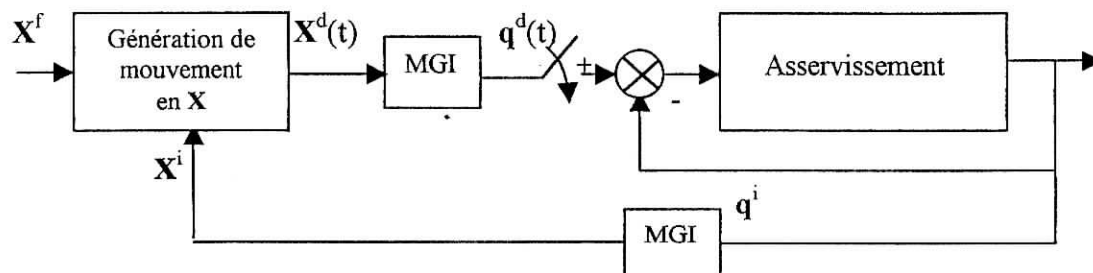 X^f
Génération de
mouvement
en X
X^d(t)
MGI
q^d(t)
+
-
Asservissement
X^i
MGI
q^i